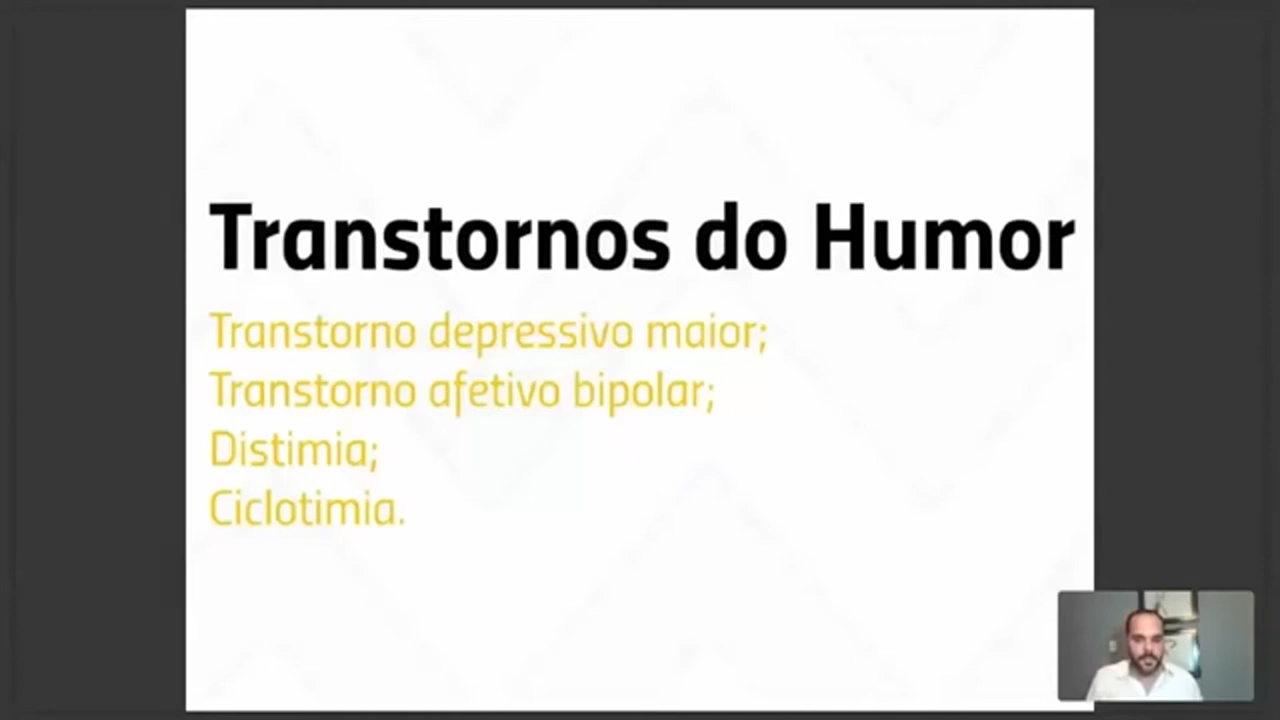 Transtornos do Humor
Transtorno depressivo maior;
Transtorno afetivo bipolar;
Distimia;
Ciclotimia.